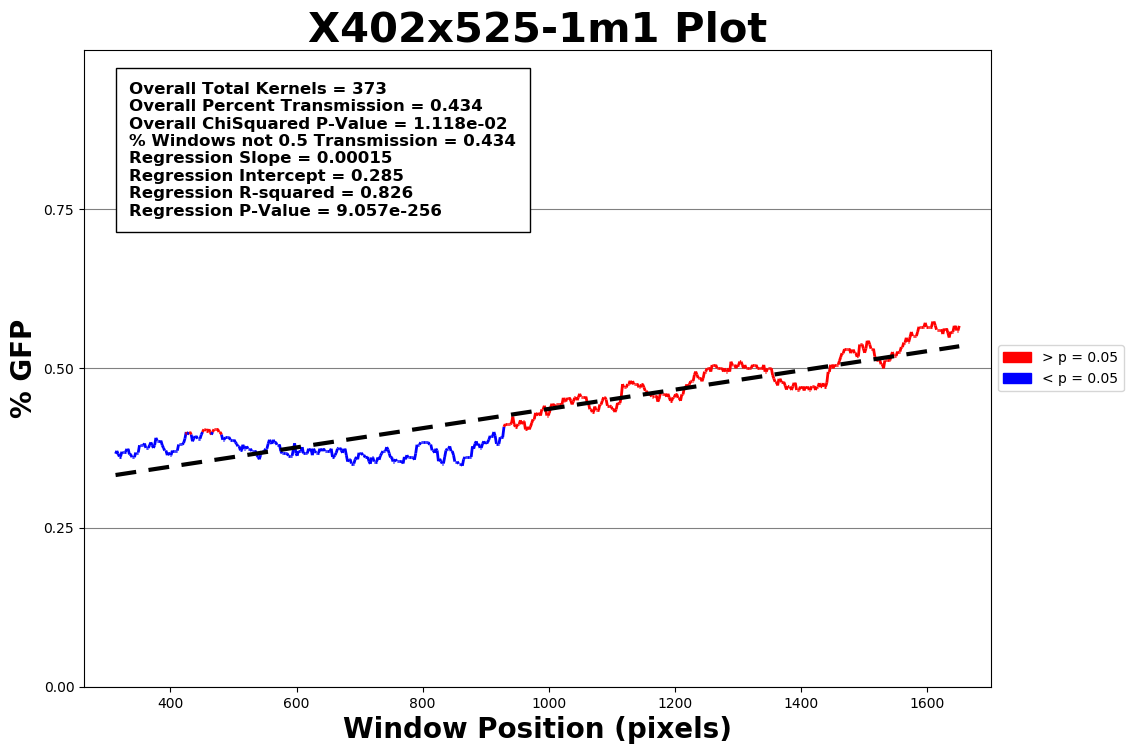 X402x525-1m1 Plot
Overall Total Kernels = 373
Overall Percent Transmission = 0.434
Overall ChiSquared P-Value = 1.118e-02
% Windows not 0.5 Transmission = 0.434
Regression Slope = 0.00015
Regression Intercept = 0.285
Regression R-squared = 0.826
Regression P-Value = 9.057e-256
0.75
0.50
0.25
0.00
% GFP
> p = 0.05
< p = 0.05
400 600 800 1000 1200 1400 1600
Window Position (pixels)